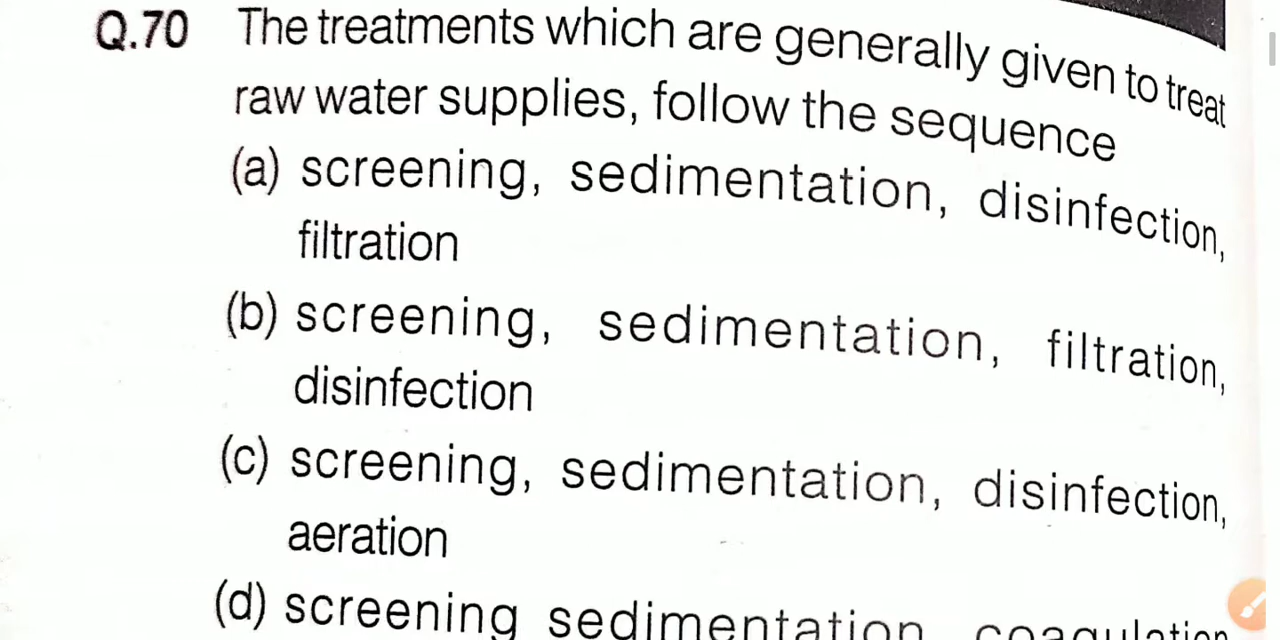 Q.70 The treatments which are generally given to treat
raw water supplies, follow the sequence
(a) screening, sedimentation, disinfection,
filtration
(b) screening, sedimentation, filtration,
disinfection
(c) screening, sedimentation, disinfection,
aeration
(d) screening sedimentation coagulation